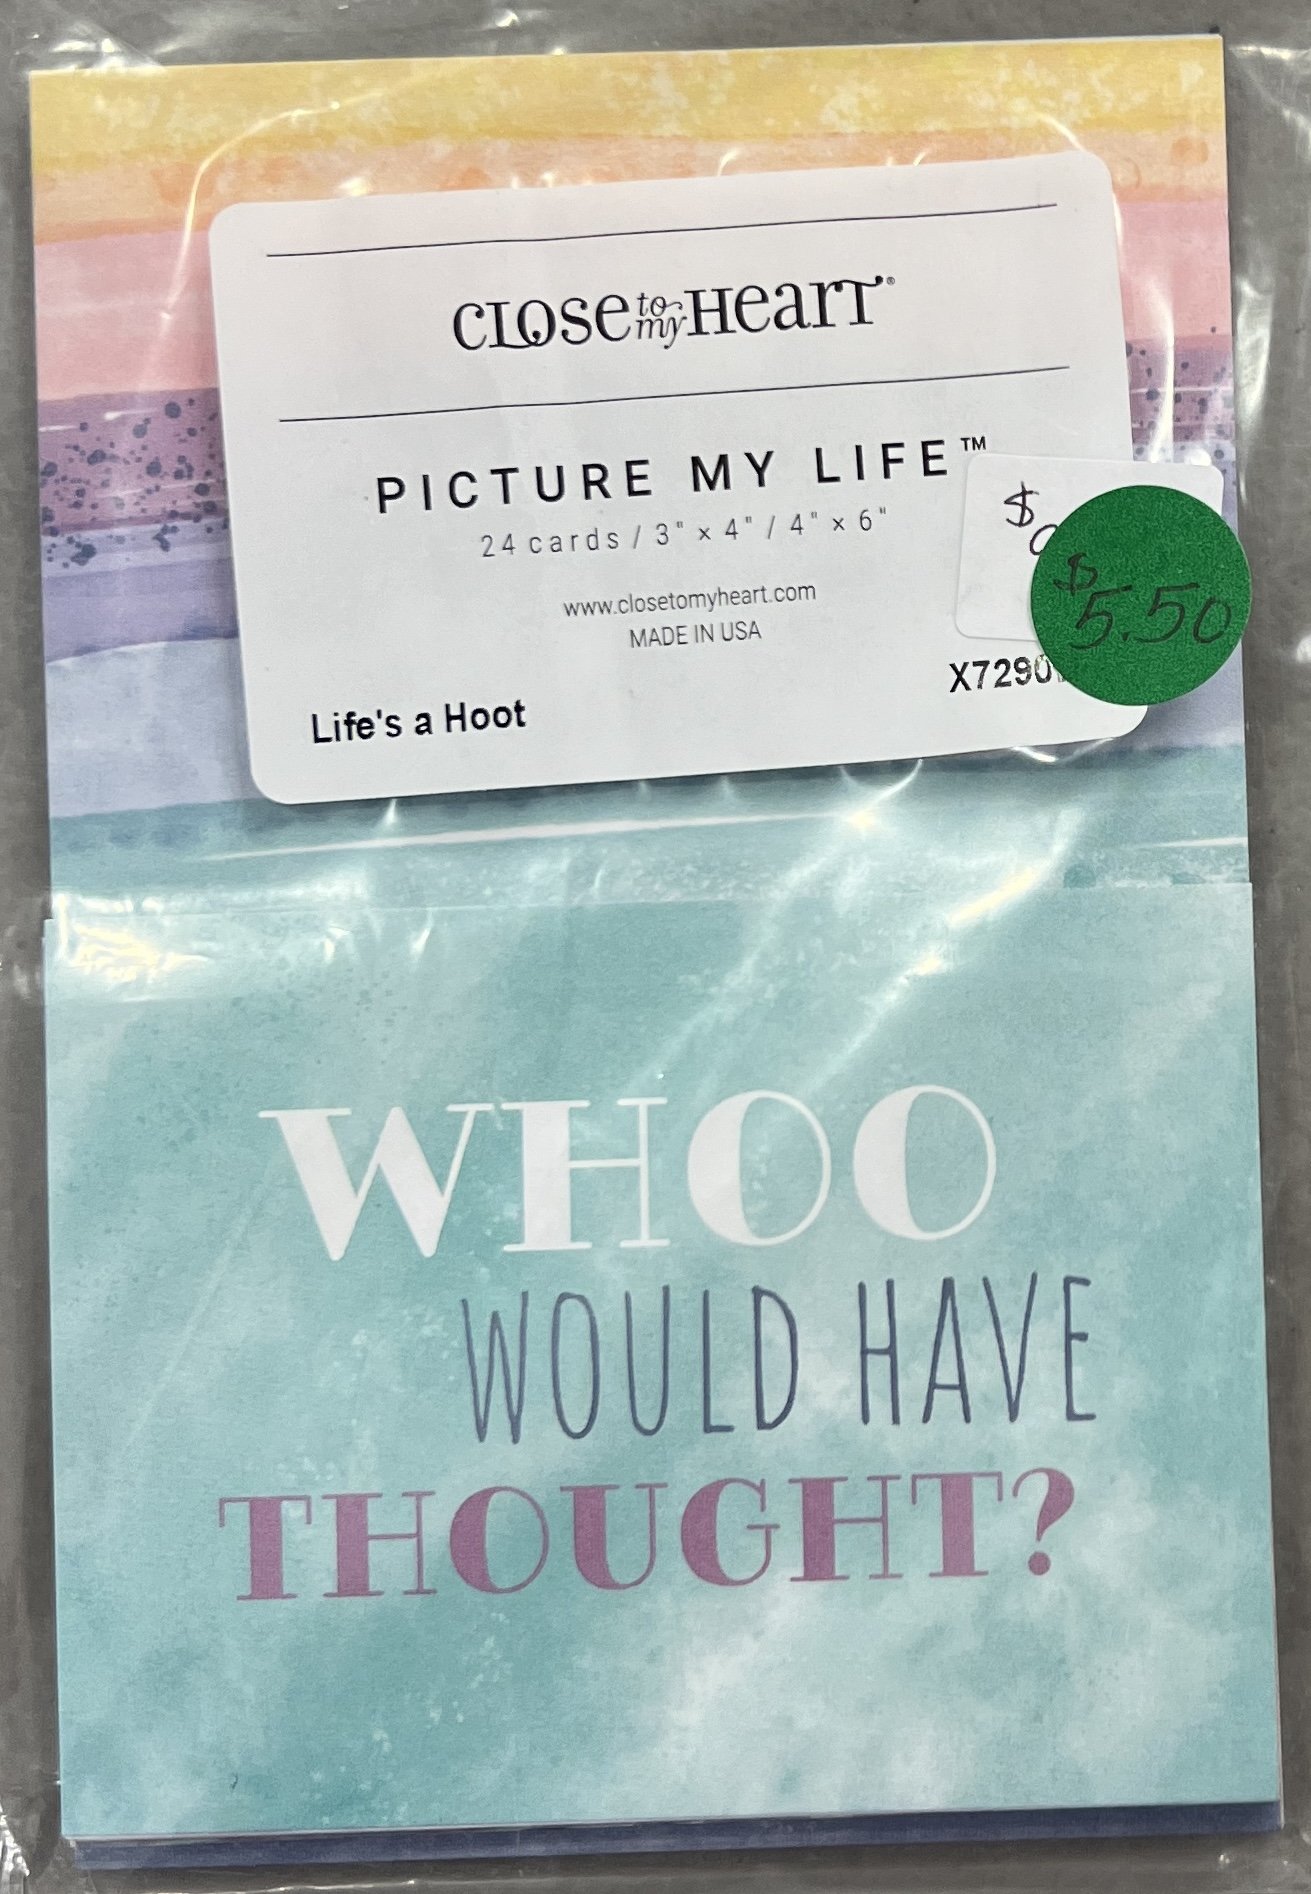 CLOSE to my HEART®
PICTURE MY LIFE™
24 cards / 3" x 4" / 4" x 6"
www.closetomyheart.com
MADE IN USA
$
$5.50
Life's a Hoot
WHOO
WOULD HAVE
THOUGHT?